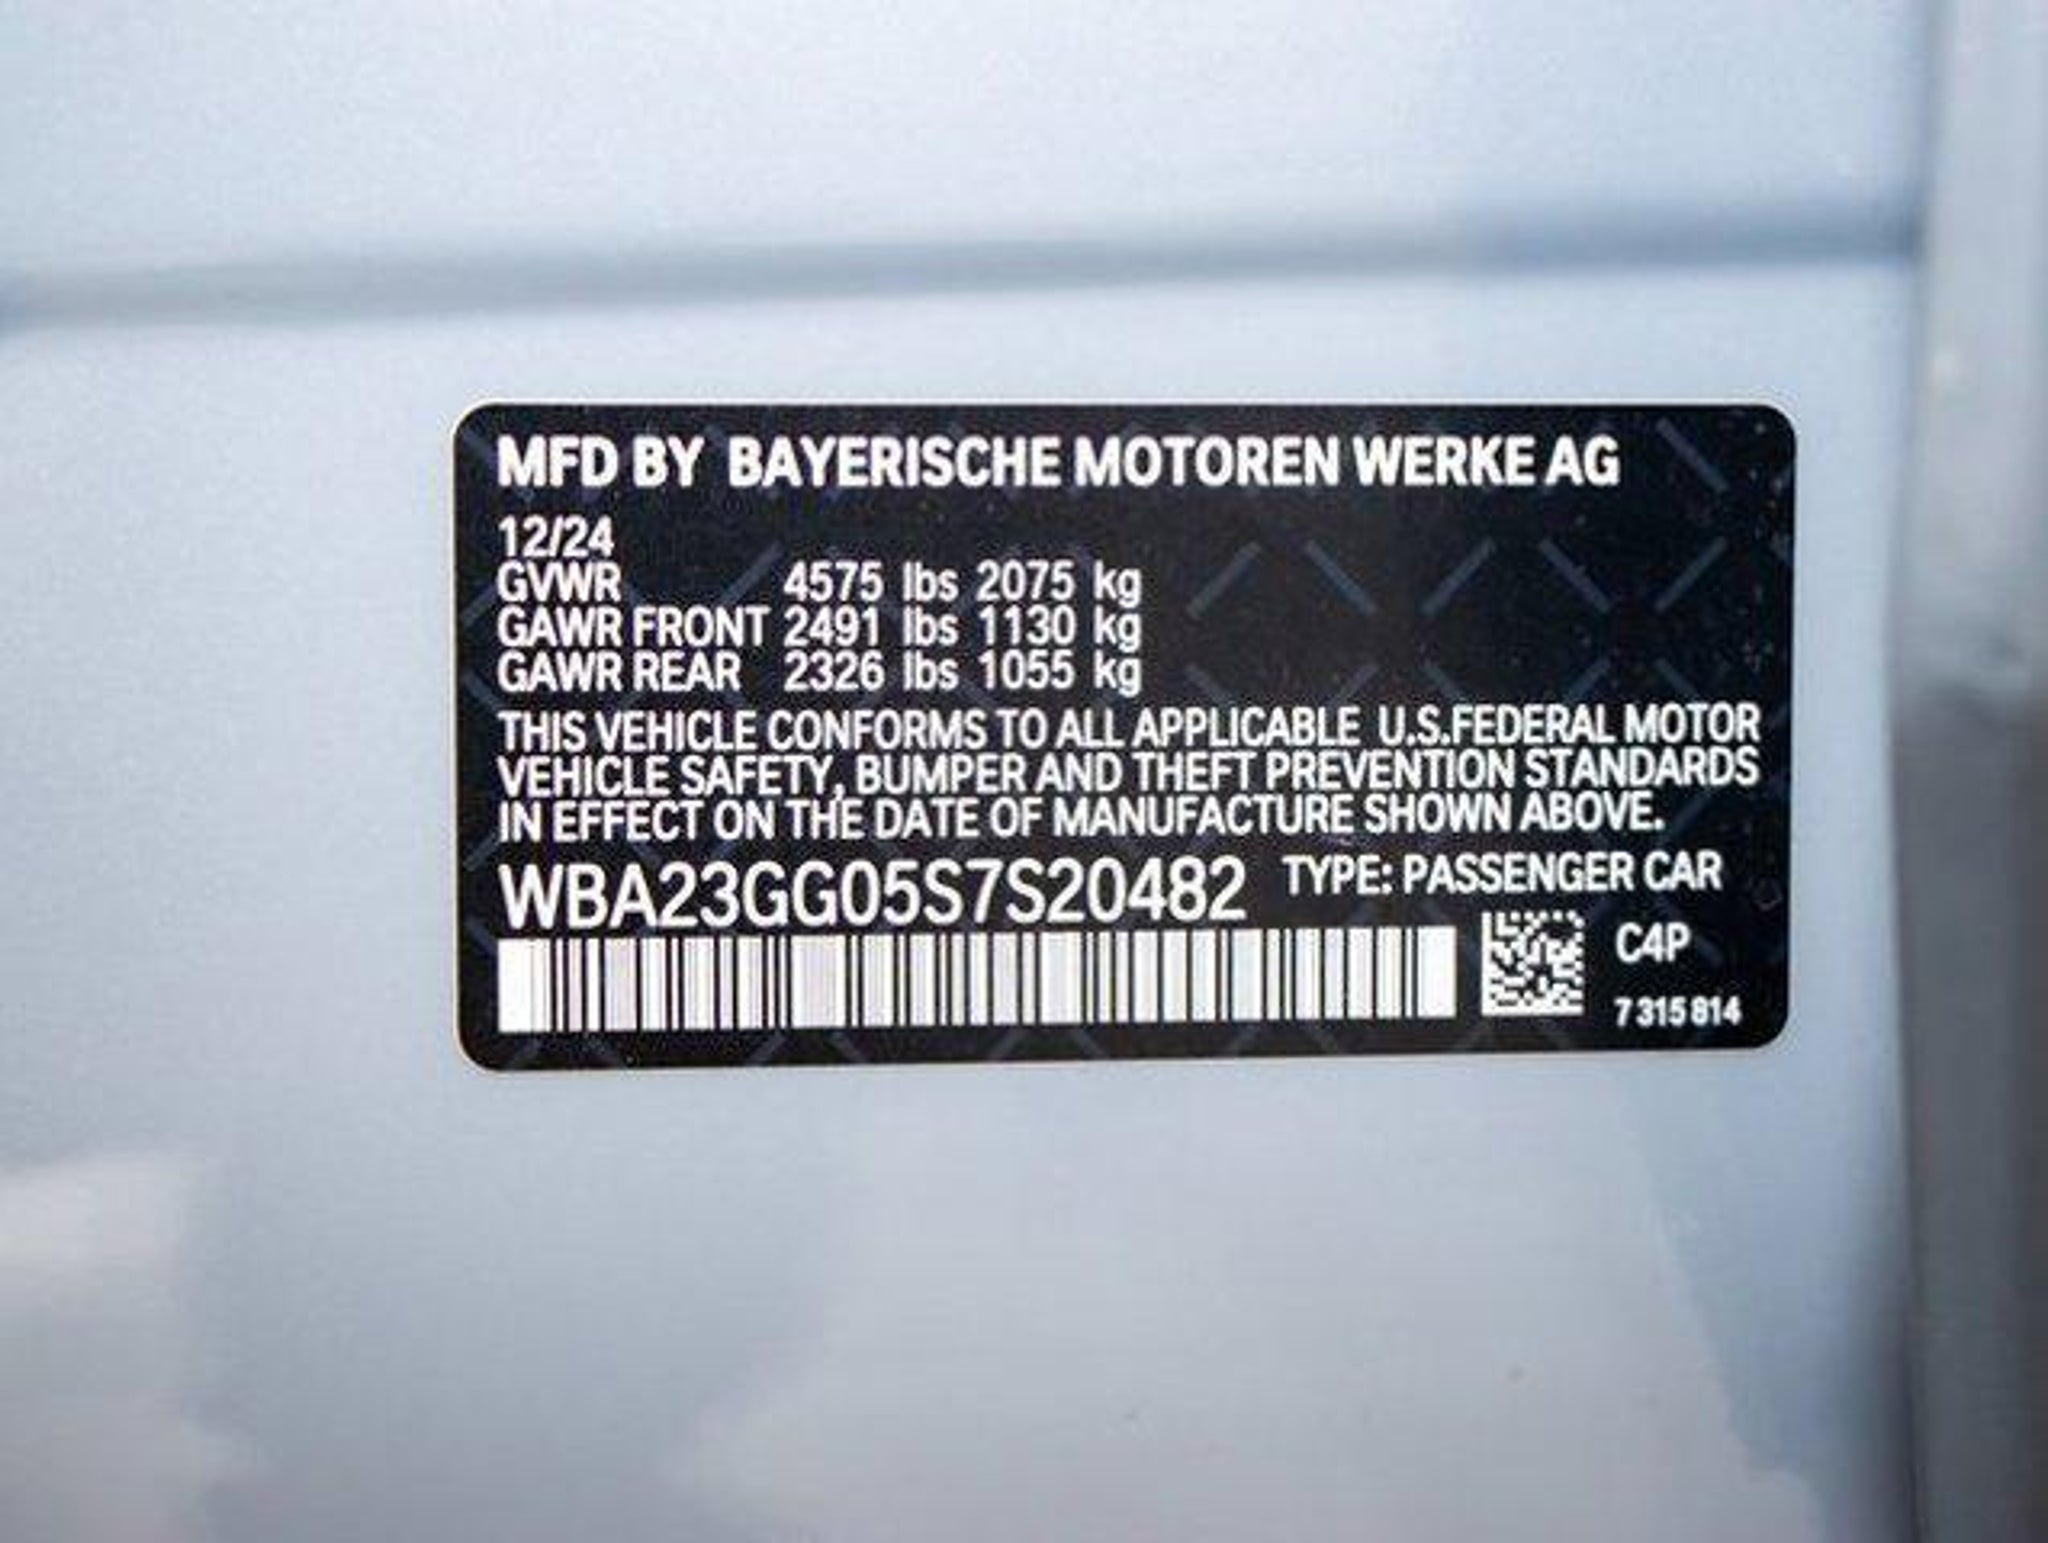 MFD BY BAYERISCHE MOTOREN WERKE AG
12/24
GVWR 4575 lbs 2075 kg
GAWR FRONT 2491 lbs 1130 kg
GAWR REAR 2326 lbs 1055 kg
THIS VEHICLE CONFORMS TO ALL APPLICABLE U.S.FEDERAL MOTOR
VEHICLE SAFETY, BUMPER AND THEFT PREVENTION STANDARDS
IN EFFECT ON THE DATE OF MANUFACTURE SHOWN ABOVE.
WBA23GG05S7S20482 TYPE: PASSENGER CAR
C4P
7 315 814